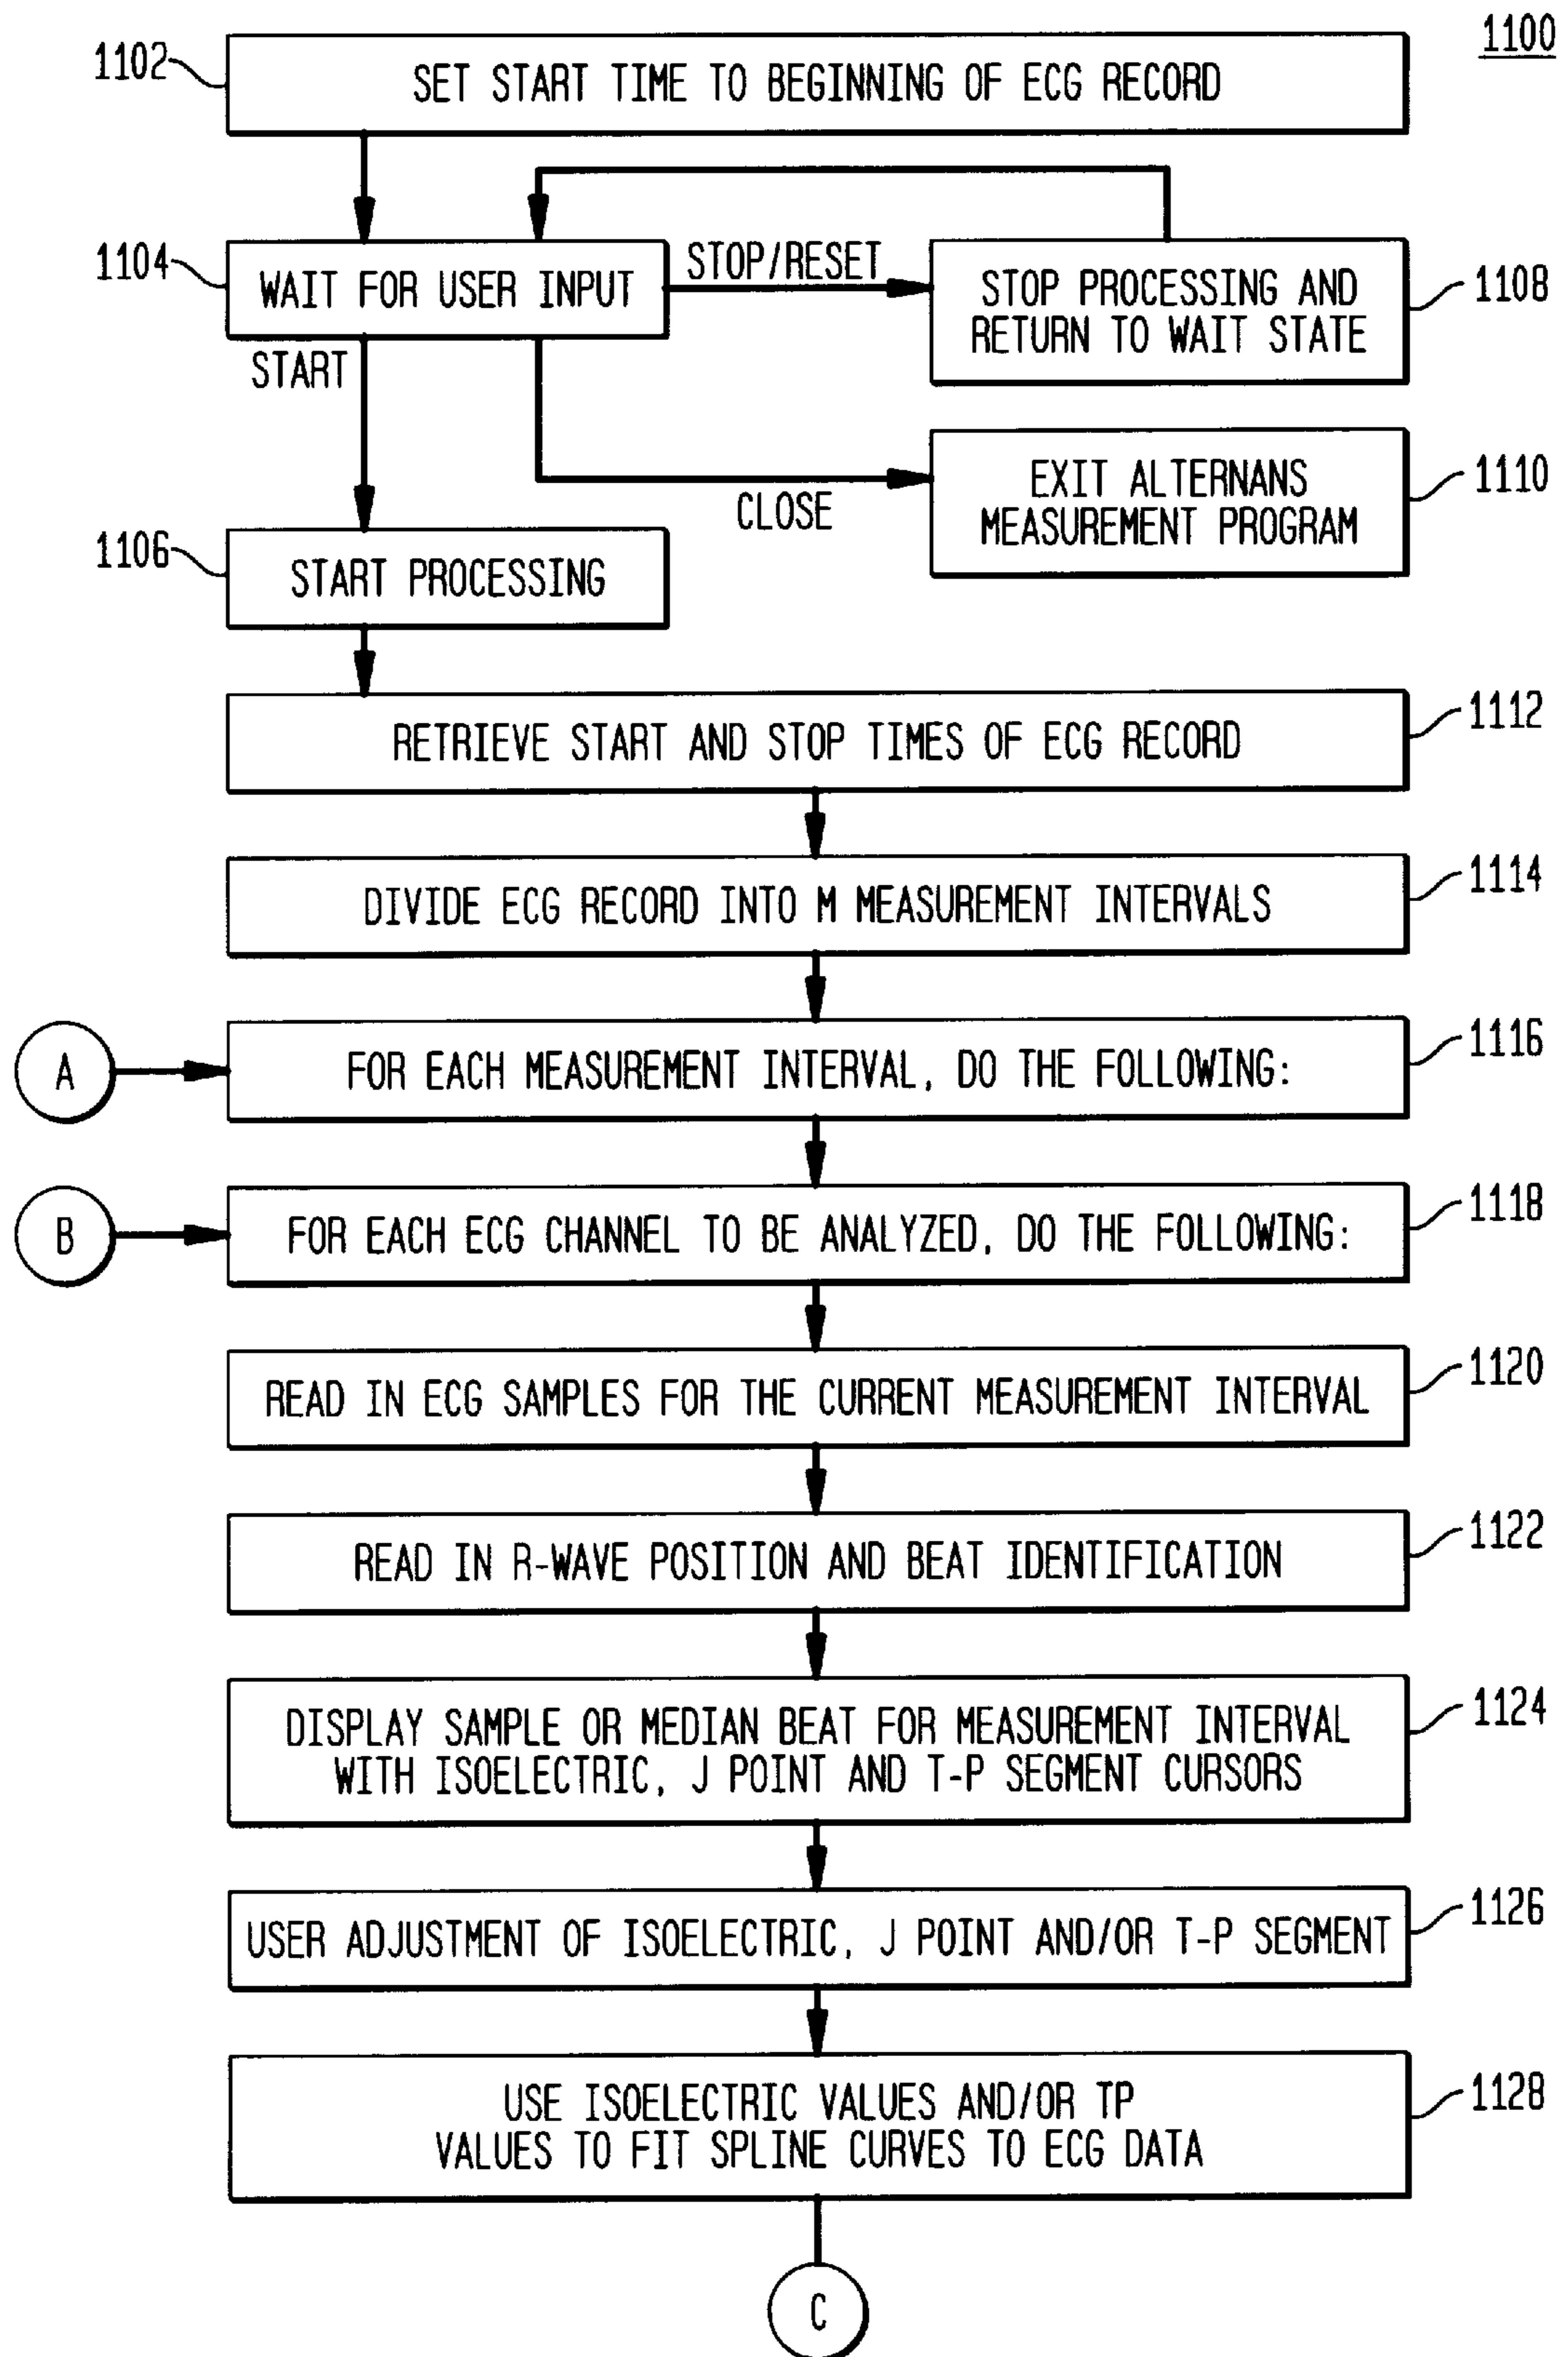 1100
1102
SET START TIME TO BEGINNING OF ECG RECORD
1104
WAIT FOR USER INPUT
STOP/RESET
STOP PROCESSING AND
RETURN TO WAIT STATE
1108
START
CLOSE
EXIT ALTERNANS
MEASUREMENT PROGRAM
1110
1106
START PROCESSING
RETRIEVE START AND STOP TIMES OF ECG RECORD
1112
DIVIDE ECG RECORD INTO M MEASUREMENT INTERVALS
1114
A
FOR EACH MEASUREMENT INTERVAL, DO THE FOLLOWING:
1116
B
FOR EACH ECG CHANNEL TO BE ANALYZED, DO THE FOLLOWING:
1118
READ IN ECG SAMPLES FOR THE CURRENT MEASUREMENT INTERVAL
1120
READ IN R-WAVE POSITION AND BEAT IDENTIFICATION
1122
DISPLAY SAMPLE OR MEDIAN BEAT FOR MEASUREMENT INTERVAL
WITH ISOELECTRIC, J POINT AND T-P SEGMENT CURSORS
1124
USER ADJUSTMENT OF ISOELECTRIC, J POINT AND/OR T-P SEGMENT
1126
USE ISOELECTRIC VALUES AND/OR TP
VALUES TO FIT SPLINE CURVES TO ECG DATA
1128
C